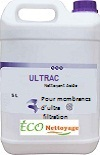 ULTRAC
Nettoyant acide
5 L
Pour membranes
d'ultra
filtration
ÉCO Nettoyage